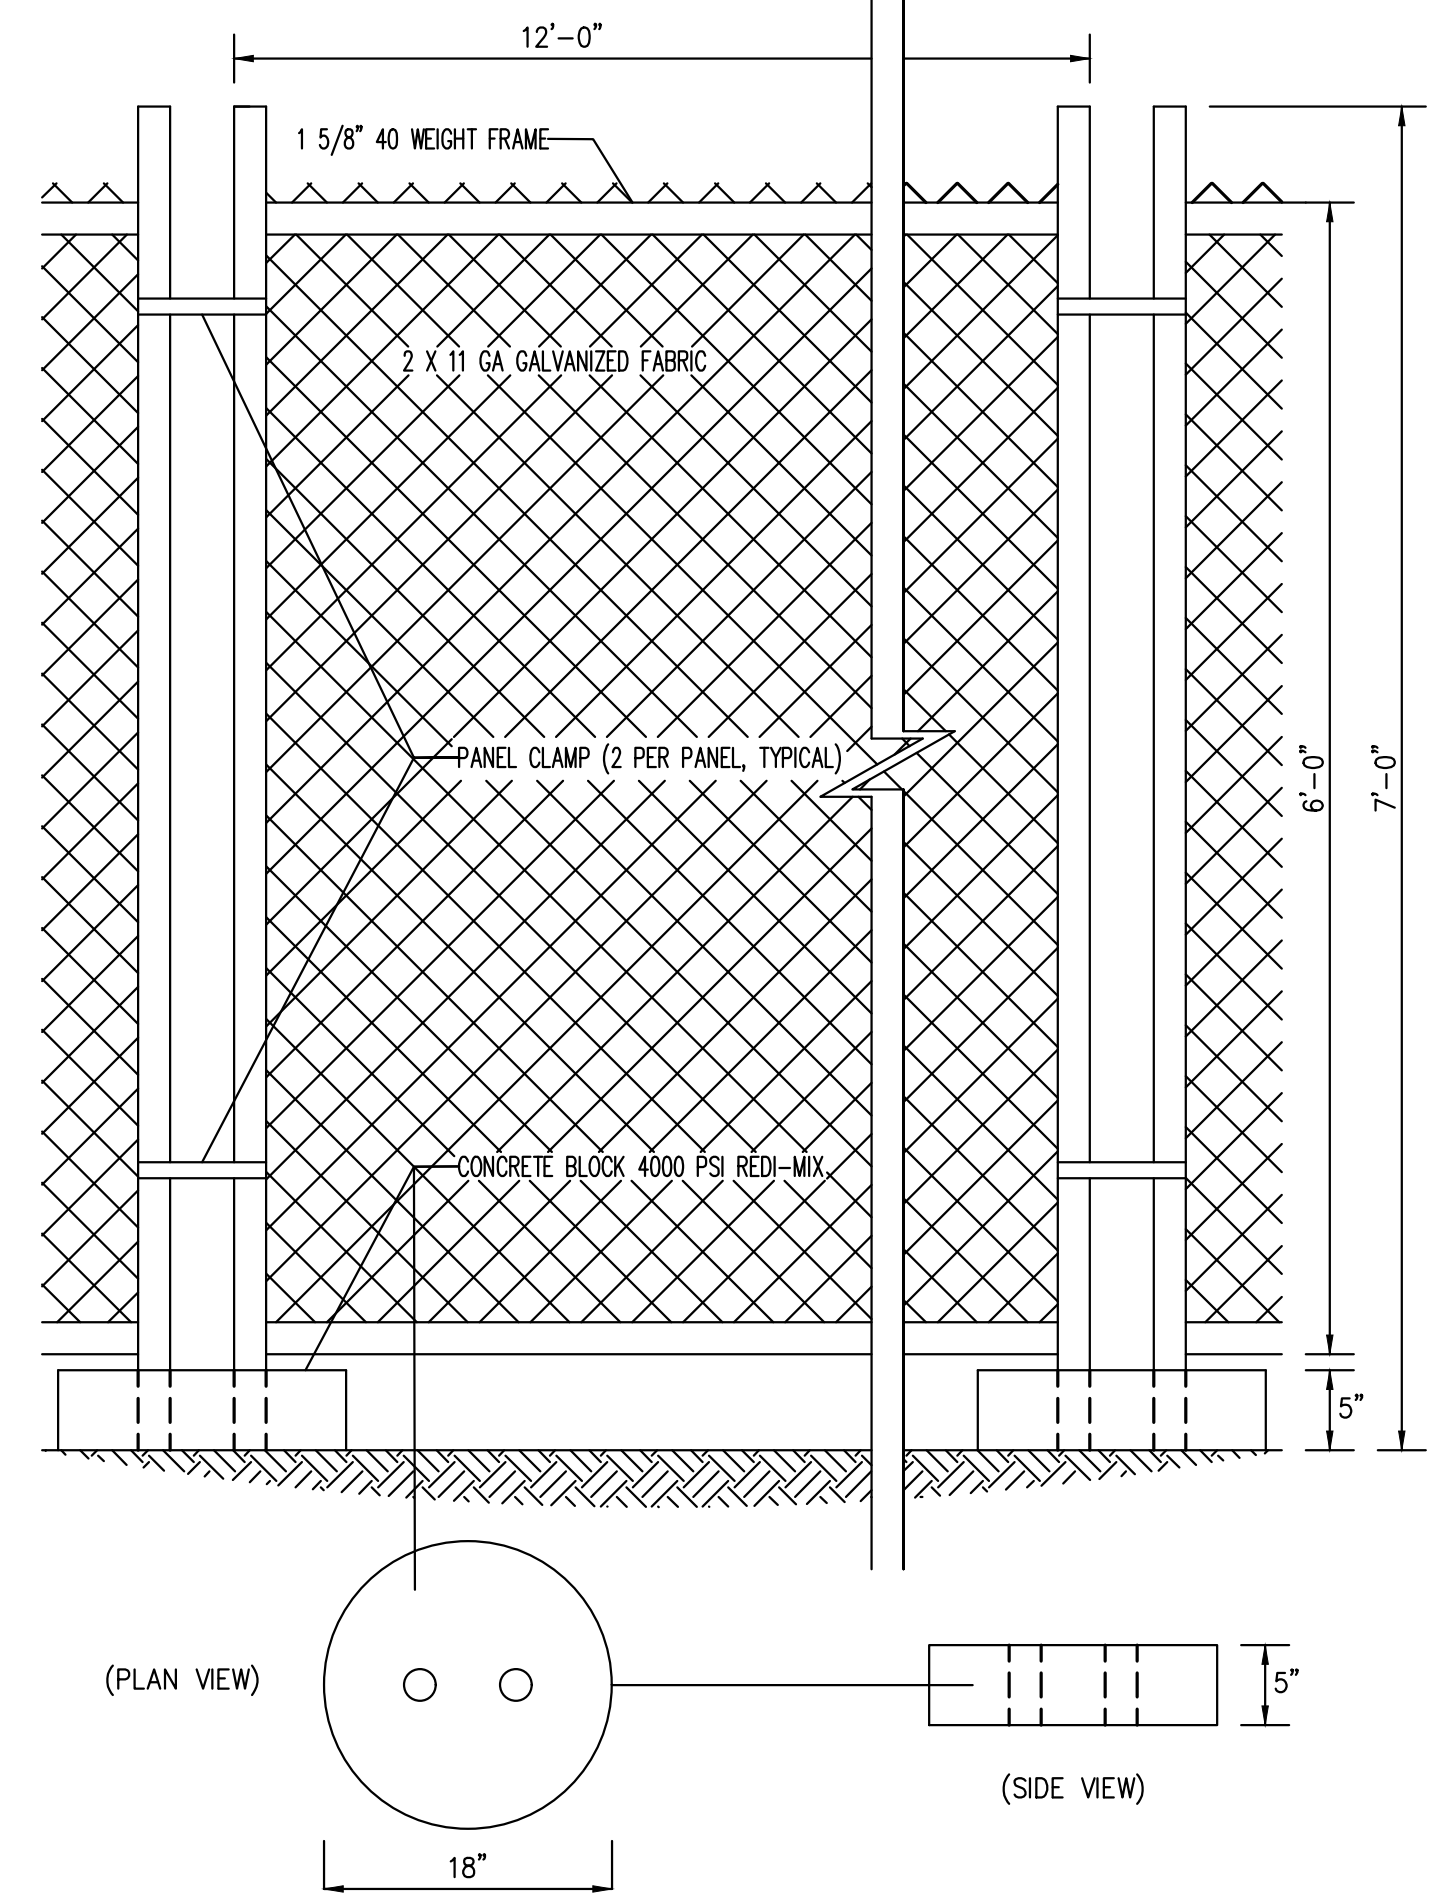 12'-0"
1 5/8" 40 WEIGHT FRAME
2 X 11 GA GALVANIZED FABRIC
PANEL CLAMP (2 PER PANEL, TYPICAL)
6'-0"
7'-0"
CONCRETE BLOCK 4000 PSI REDI-MIX
5"
(PLAN VIEW)
5"
(SIDE VIEW)
18"